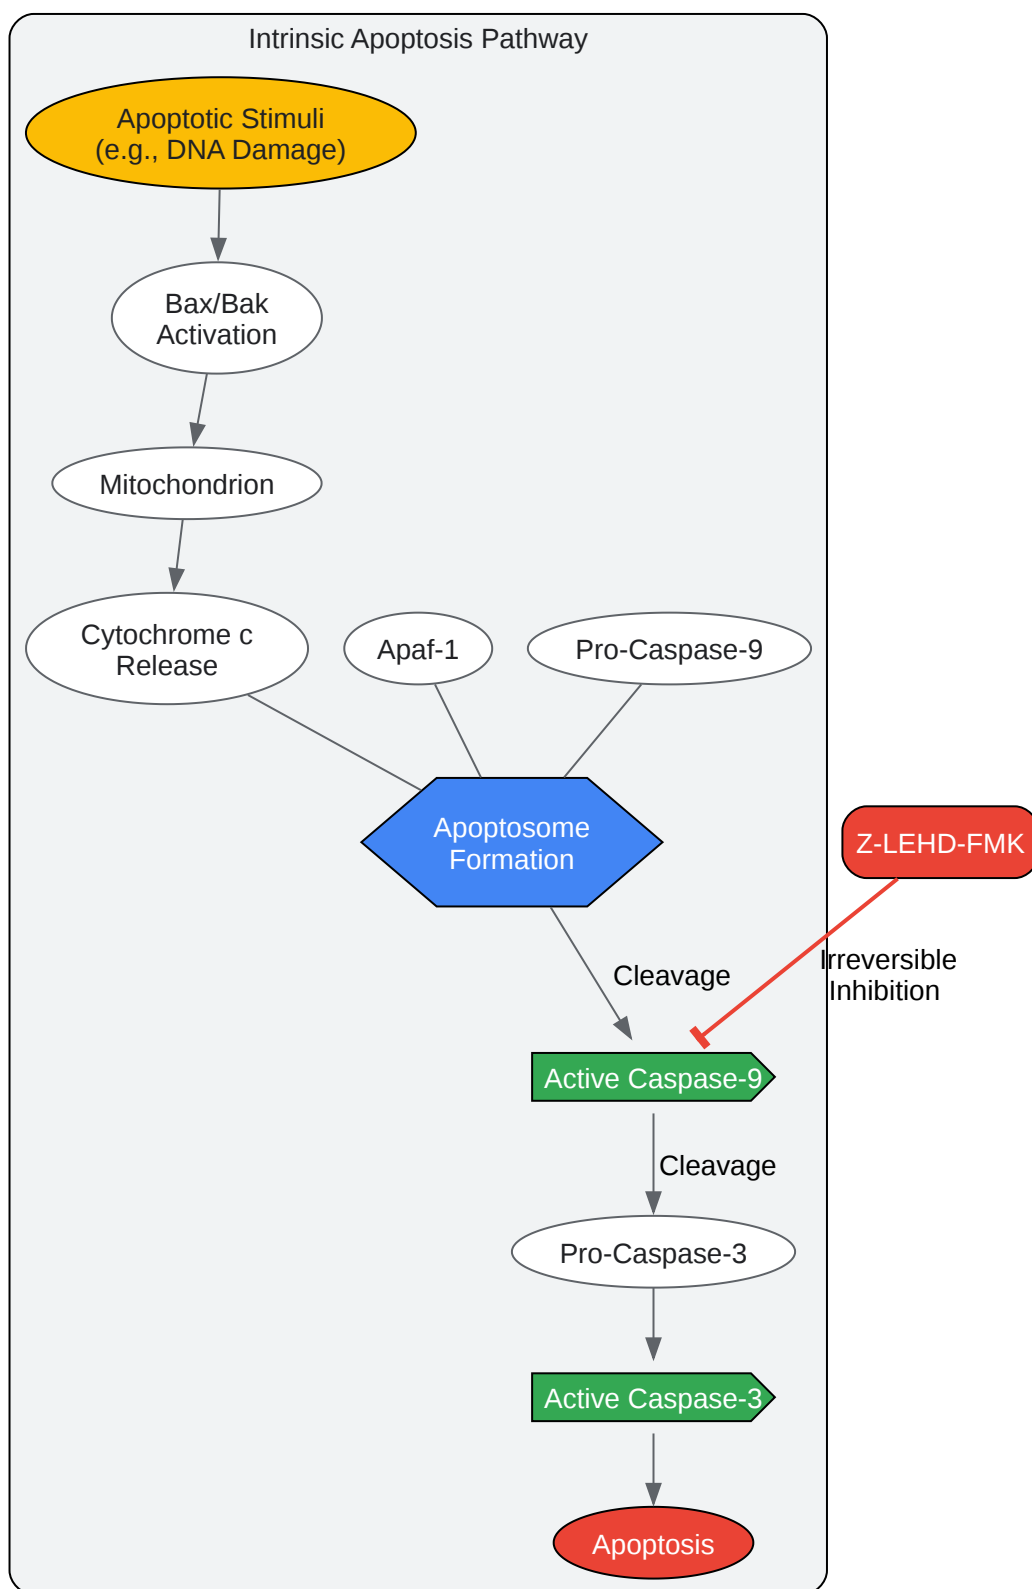 Intrinsic Apoptosis Pathway
Apoptotic Stimuli
(e.g., DNA Damage)
Bax/Bak
Activation
Mitochondrion
Cytochrome c
Release
Apaf-1
Pro-Caspase-9
Apoptosome
Formation
Z-LEHD-FMK
Irreversible
Inhibition
Cleavage
Active Caspase-9
Cleavage
Pro-Caspase-3
Active Caspase-3
Apoptosis